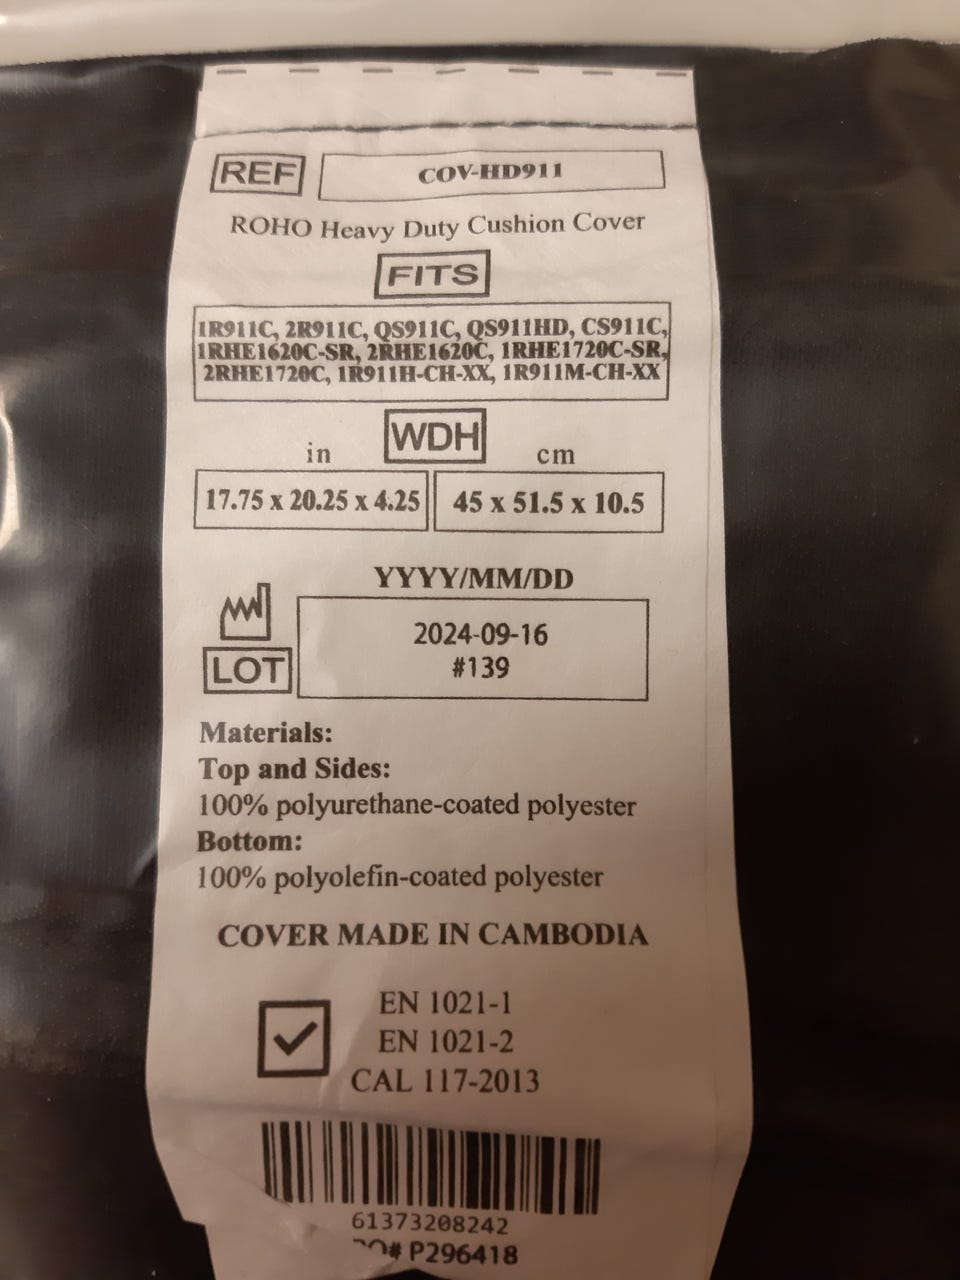 REF COV-HD911
ROHO Heavy Duty Cushion Cover
FITS
1R911C, 2R911C, QS911C, QS911HD, CS911C,
1RHE1620C-SR, 2RHE1620C, 1RHE1720C-SR,
2RHE1720C, 1R911H-CH-XX, 1R911M-CH-XX
in WDH cm
17.75 x 20.25 x 4.25 45 x 51.5 x 10.5
YYYY/MM/DD
2024-09-16
LOT #139
Materials:
Top and Sides:
100% polyurethane-coated polyester
Bottom:
100% polyolefin-coated polyester
COVER MADE IN CAMBODIA
EN 1021-1
EN 1021-2
CAL 117-2013
61373208242
P296418